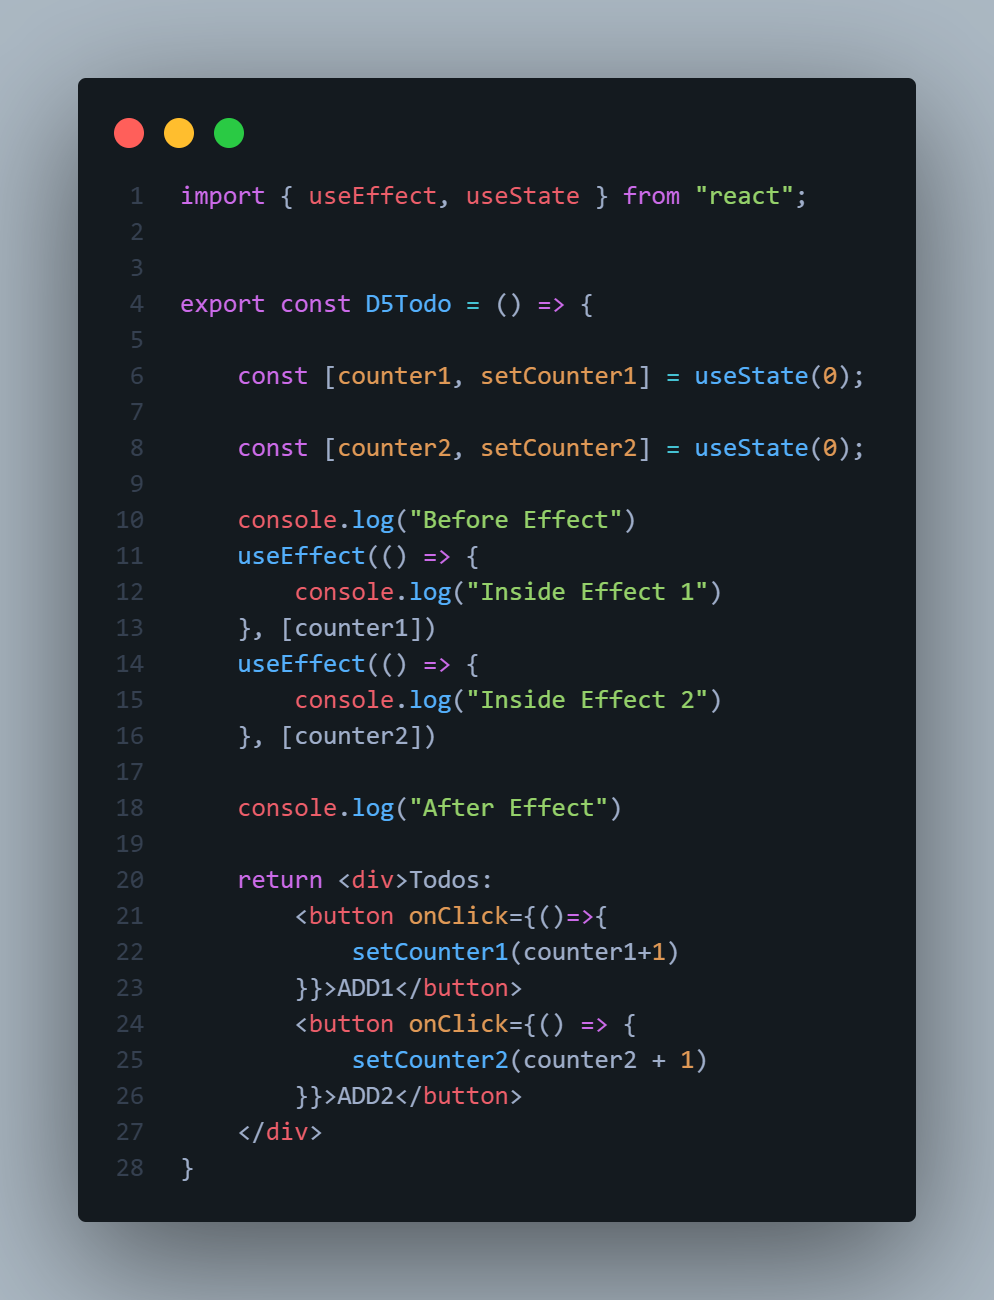 1 import { useEffect, useState } from "react";
2
3
4 export const D5Todo = () => {
5
6     const [counter1, setCounter1] = useState(0);
7
8     const [counter2, setCounter2] = useState(0);
9
10     console.log("Before Effect")
11     useEffect(() => {
12         console.log("Inside Effect 1")
13     }, [counter1])
14     useEffect(() => {
15         console.log("Inside Effect 2")
16     }, [counter2])
17
18     console.log("After Effect")
19
20     return <div>Todos:
21         <button onClick={()=>{
22             setCounter1(counter1+1)
23         }}>ADD1</button>
24         <button onClick={() => {
25             setCounter2(counter2 + 1)
26         }}>ADD2</button>
27     </div>
28 }